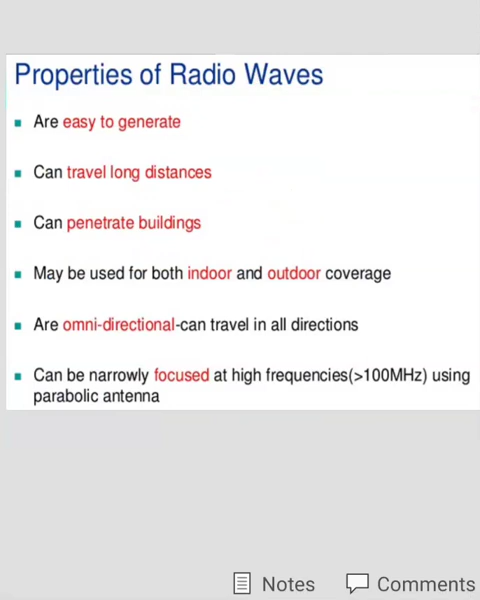 Properties of Radio Waves
▪ Are easy to generate
▪ Can travel long distances
▪ Can penetrate buildings
▪ May be used for both indoor and outdoor coverage
▪ Are omni-directional-can travel in all directions
▪ Can be narrowly focused at high frequencies(>100MHz) using
parabolic antenna
Notes
Comments